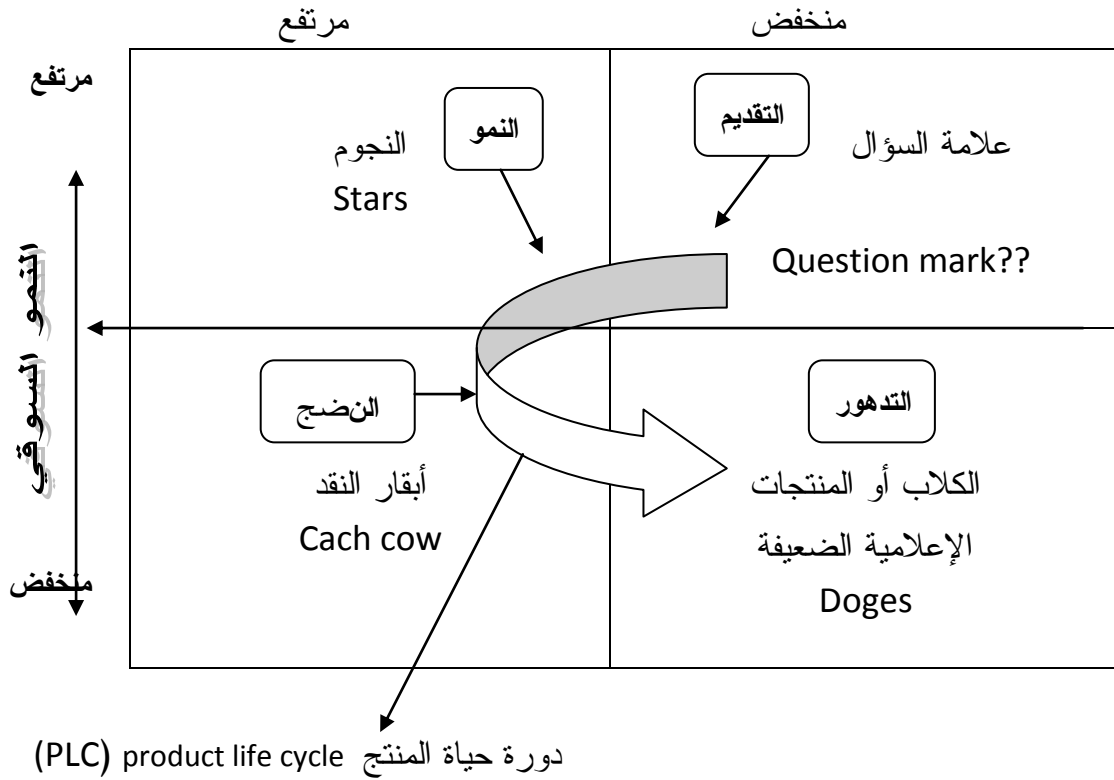 منخفض
مرتفع
مرتفع
التقديم
النمو
علامة السؤال
النجوم
Stars
Question mark??
النمو السوقي
التدهور
النضج
الكلاب أو المنتجات
أبقار النقد
الإعلامية الضعيفة
Cach cow
Doges
منخفض
دورة حياة المنتج product life cycle (PLC)